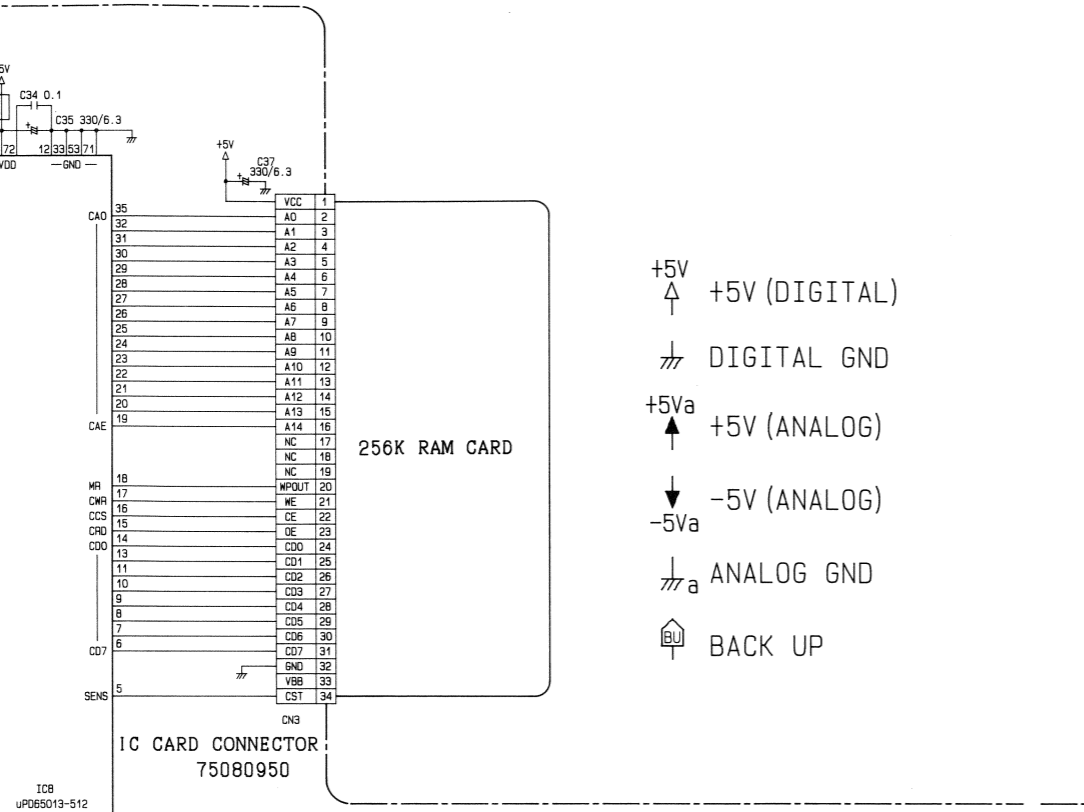 5V
C34 0.1
C35 330/6.3
72 12 33 53 71
VDD — GND —
+5V
C37
330/6.3
VCC 1
CA0 35 A0 2
32 A1 3
31 A2 4
30 A3 5
29 A4 6
28 A5 7
27 A6 8
26 A7 9
25 A8 10
24 A9 11
23 A10 12
22 A11 13
21 A12 14
20 A13 15
CAE 19 A14 16
NC 17
NC 18
NC 19
MA 18 WPOUT 20
CWR 17 WE 21
CCS 16 CE 22
CRD 15 OE 23
CD0 14 CD0 24
13 CD1 25
11 CD2 26
10 CD3 27
9 CD4 28
8 CD5 29
7 CD6 30
CD7 6 CD7 31
GND 32
VBB 33
SENS 5 CST 34
CN3
IC CARD CONNECTOR
75080950
IC8
uPD65013-512
256K RAM CARD
+5V
+5V (DIGITAL)
DIGITAL GND
+5Va
+5V (ANALOG)
-5V (ANALOG)
-5Va
a ANALOG GND
BU BACK UP